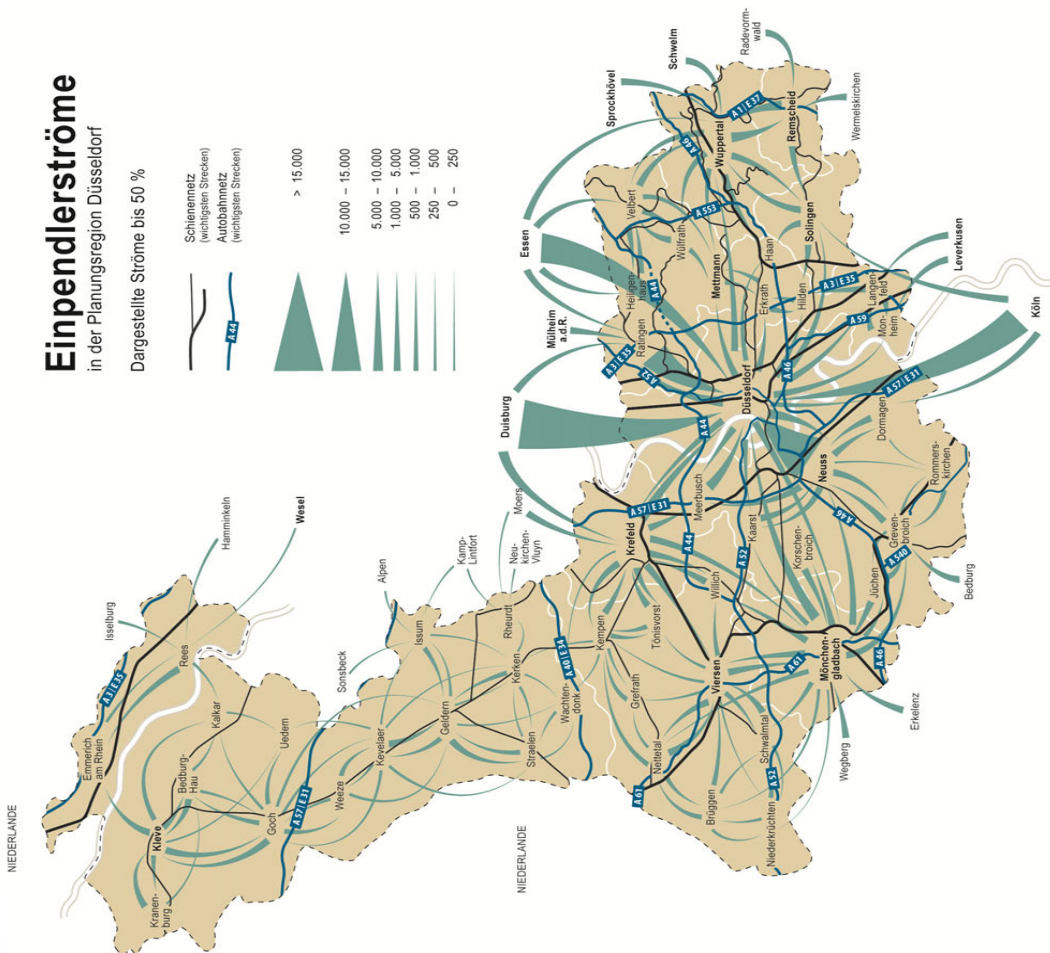 Einpendlerströme
in der Planungsregion Düsseldorf
Dargestellte Ströme bis 50 %
Schienennetz
(wichtigsten Strecken)
Autobahnnetz
(wichtigsten Strecken)
A 44
> 15.000
10.000 – 15.000
5.000 – 10.000
1.000 – 5.000
500 – 1.000
250 – 500
0 – 250
NIEDERLANDE
NIEDERLANDE
Isselburg
Hamminkeln
Wesel
A 3 | E 35
Emmerich
am Rhein
Rees
Kleve
Kranen-
burg
Bedburg-
Hau
Kalkar
Goch
Uedem
A 57 | E 31
Weeze
Kevelaer
Sonsbeck
Alpen
Issum
Geldern
Kamp-
Lintfort
Neu-
kirchen-
Vluyn
Moers
Rheurdt
Kerken
Straelen
Wachten-
donk
A 40 | E 34
Kempen
Grefrath
Tönisvorst
Krefeld
A 57 | E 31
Duisburg
Mülheim
a.d.R.
Essen
Sprockhövel
Schwelm
Radevorm-
wald
Wermelskirchen
Leverkusen
Köln
A 61
Nettetal
Viersen
Willich
A 44
Meerbusch
A 44
Brüggen
Schwalmtal
A 52
Niederkrüchten
A 52
Kaarst
Korschen-
broich
Neuss
Düsseldorf
A 61
Mönchen-
gladbach
A 46
Jüchen
A 540
Greven-
broich
A 46
Rommers-
kirchen
Dormagen
A 57 | E 31
Wegberg
Erkelenz
Bedburg
A 3 | E 35
A 52
Ratingen
Heiligen-
haus
A 44
Velbert
Wülfrath
A 553
Mettmann
Erkrath
Haan
Hilden
A 46
A 59
A 3 | E 35
Langen-
feld
Mon-
heim
Solingen
Wuppertal
A 46
A 1 | E 37
Remscheid